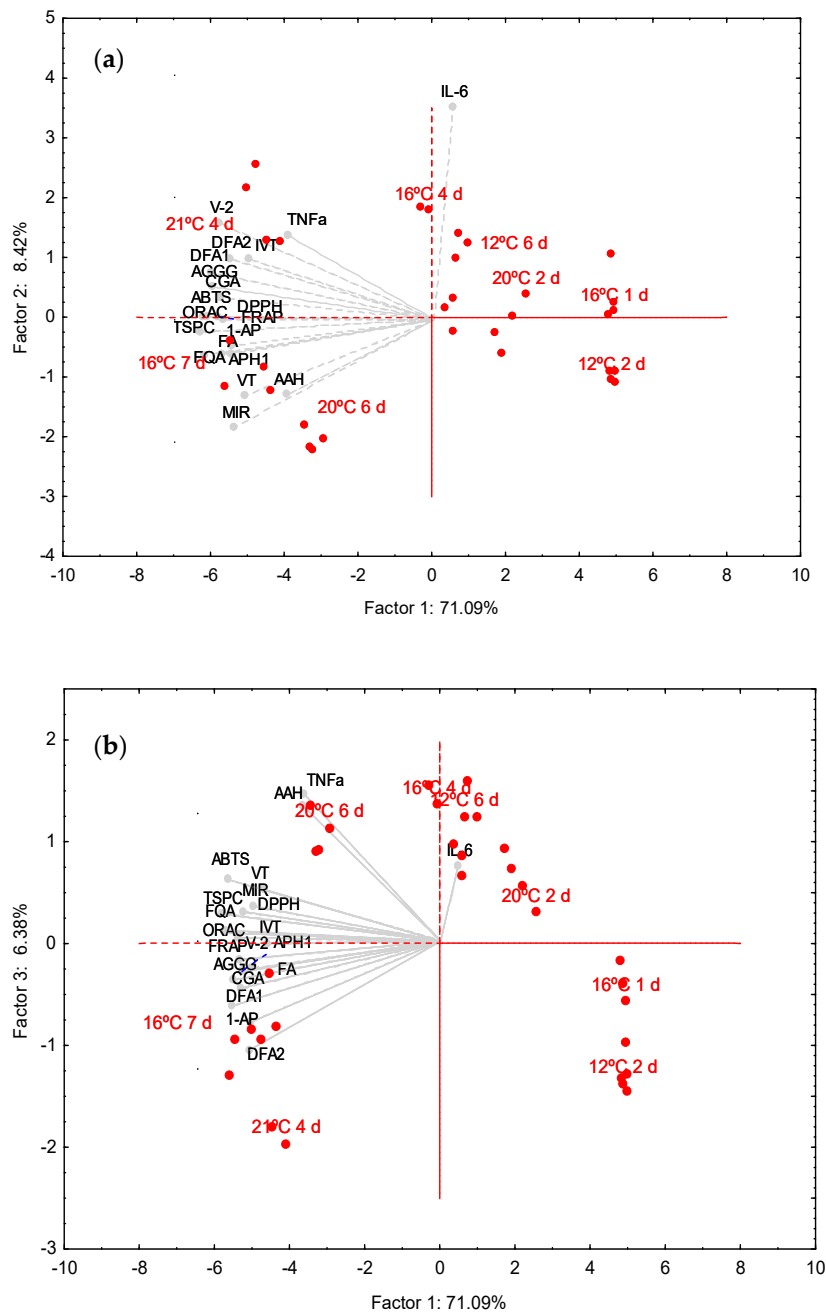 5
(a)
4
IL-6
3
2
16ºC 4 d
V-2
TNFa
21ºC 4 d
12ºC 6 d
DFA2 IVT
DFA1
1
AGGG
20ºC 2 d
CGA
16ºC 1 d
ABTS
DPPH
ORAC
FRAP
0
TSPC 1-AP
FA
FQA APH1
16ºC 7 d
12ºC 2 d
-1
VT AAH
20ºC 6 d
MIR
-2
-3
-4
Factor 2: 8.42%
-10 -8 -6 -4 -2 0 2 4 6 8 10
Factor 1: 71.09%
(b)
2
TNFa
16ºC 4 d
AAH
12ºC 6 d
20ºC 6 d
1
ABTS
IL-6
VT
MIR
20ºC 2 d
TSPC DPPH
FQA
IVT
ORAC
0
FRAP V-2 APH1
AGGG FA
CGA
16ºC 1 d
DFA1
1-AP
16ºC 7 d
-1
DFA2
12ºC 2 d
21ºC 4 d
-2
-3
Factor 3: 6.38%
-10 -8 -6 -4 -2 0 2 4 6 8 10
Factor 1: 71.09%